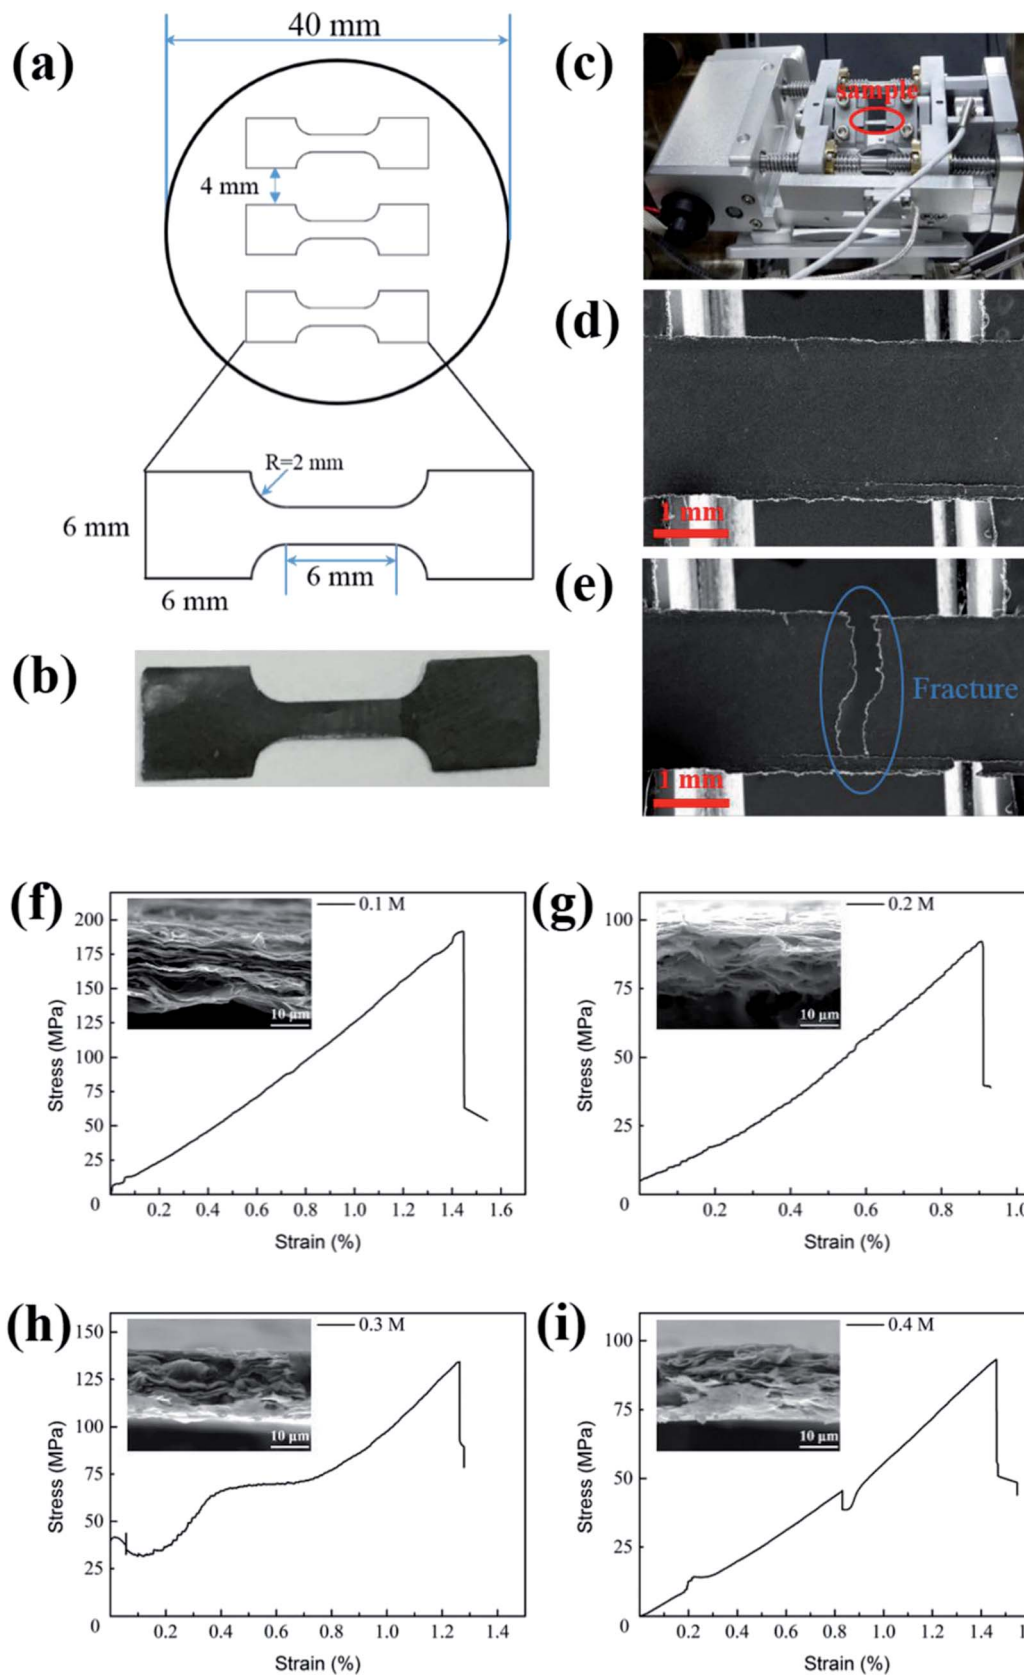 (a)
40 mm
4 mm
R=2 mm
6 mm
6 mm
6 mm
(b)
(c)
sample
(d)
1 mm
(e)
Fracture
1 mm
(f)
0.1 M
10 μm
200
175
150
125
100
75
50
25
0
0.2 0.4 0.6 0.8 1.0 1.2 1.4 1.6
Stress (MPa)
Strain (%)
(g)
0.2 M
10 μm
100
75
50
25
0
0.2 0.4 0.6 0.8 1.0
Stress (MPa)
Strain (%)
(h)
0.3 M
10 μm
150
125
100
75
50
25
0
0.2 0.4 0.6 0.8 1.0 1.2 1.4
Stress (MPa)
Strain (%)
(i)
0.4 M
10 μm
100
75
50
25
0
0.2 0.4 0.6 0.8 1.0 1.2 1.4
Stress (MPa)
Strain (%)